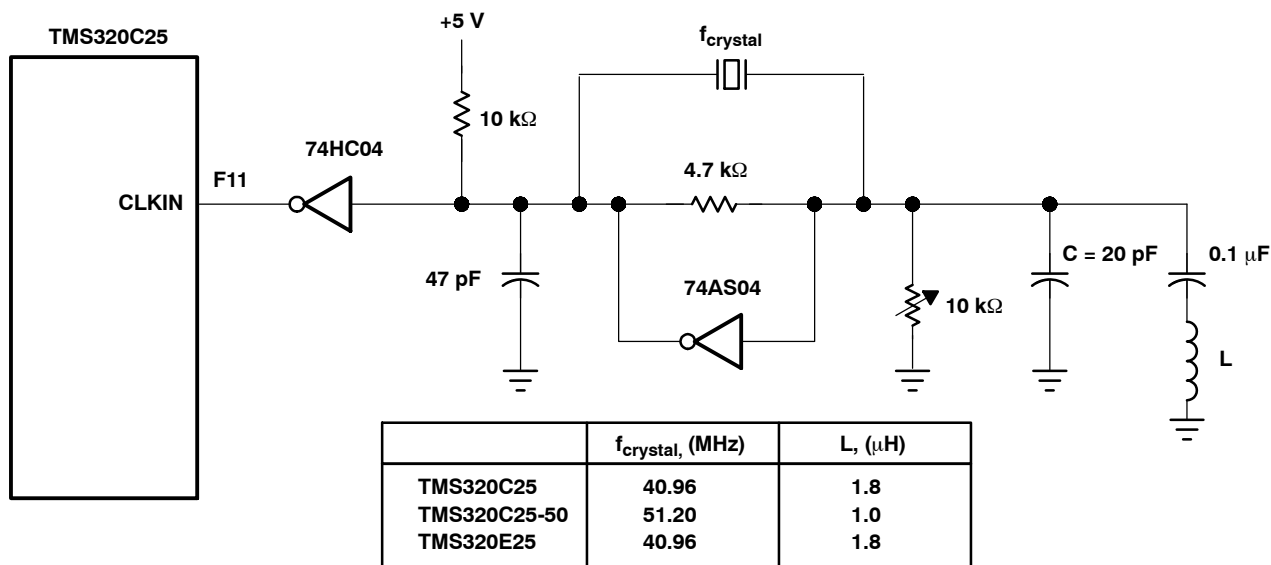 +5 V
TMS320C25
fcrystal
10 kΩ
74HC04
4.7 kΩ
F11
CLKIN
47 pF
74AS04
10 kΩ
C = 20 pF
0.1 μF
L
fcrystal, (MHz) L, (μH)
TMS320C25 40.96 1.8
TMS320C25-50 51.20 1.0
TMS320E25 40.96 1.8